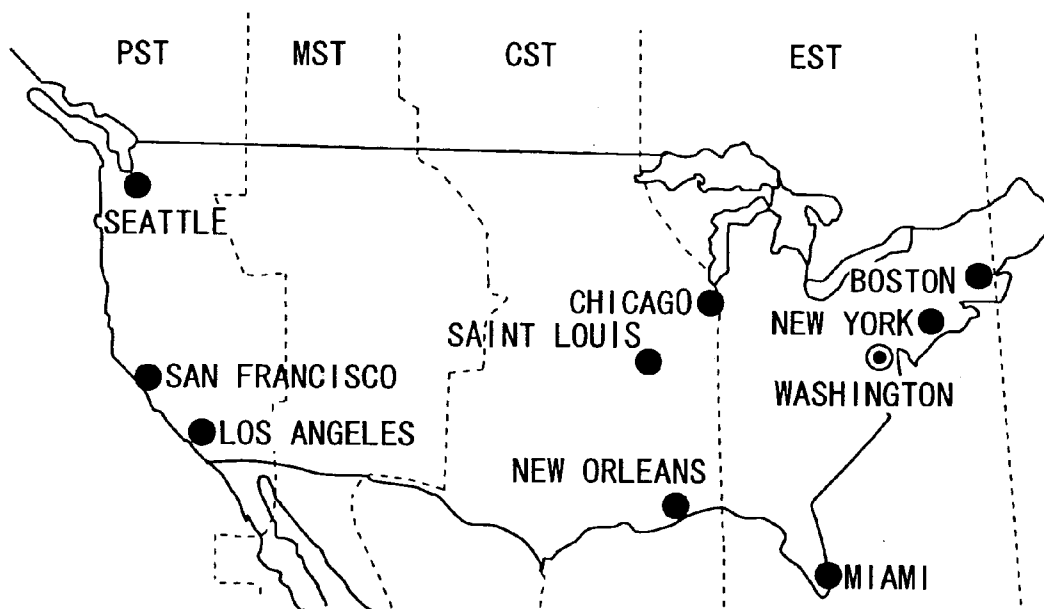 PST MST CST EST
SEATTLE
BOSTON
CHICAGO
NEW YORK
SAINT LOUIS
SAN FRANCISCO
WASHINGTON
LOS ANGELES
NEW ORLEANS
MIAMI